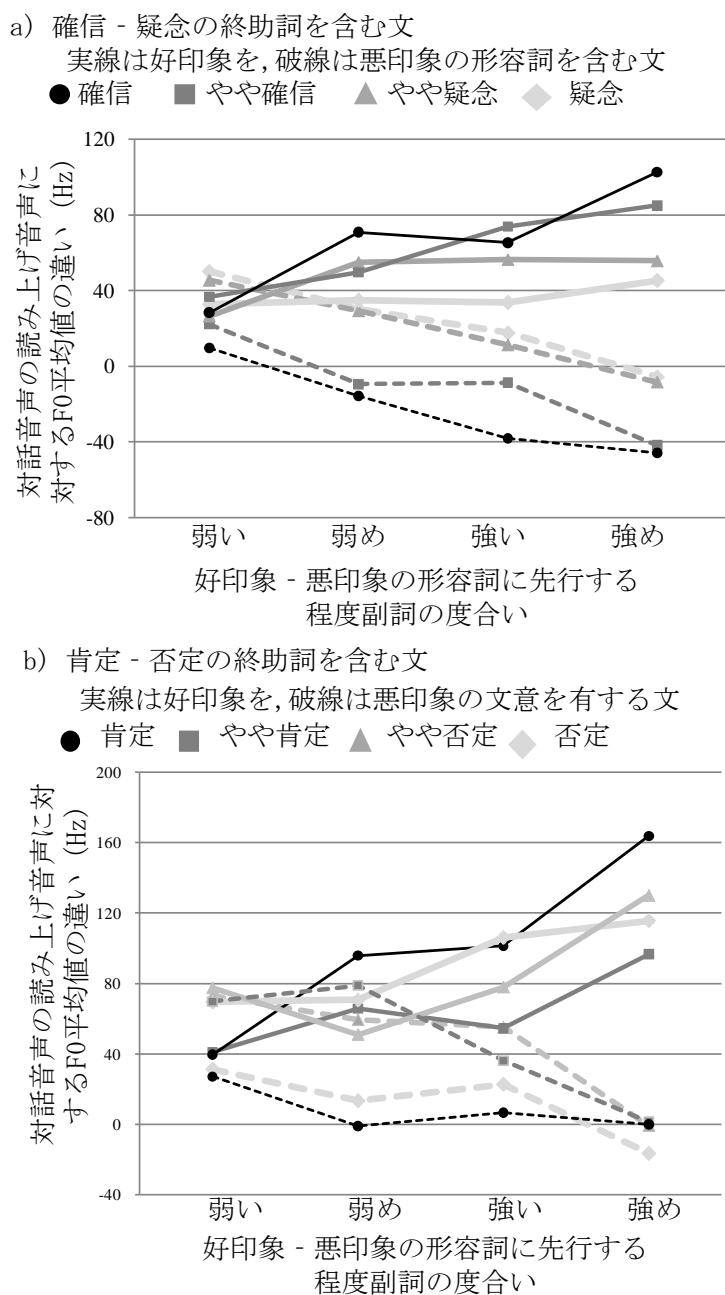 a) 確信 - 疑念の終助詞を含む文
実線は好印象を,破線は悪印象の形容詞を含む文
確信 やや確信 やや疑念 疑念
対話音声の読み上げ音声に
対するF0平均値の違い (Hz)
120
80
40
0
-40
-80
弱い 弱め 強い 強め
好印象 - 悪印象の形容詞に先行する
程度副詞の度合い
b) 肯定 - 否定の終助詞を含む文
実線は好印象を,破線は悪印象の文意を有する文
肯定 やや肯定 やや否定 否定
対話音声の読み上げ音声に対
するF0平均値の違い (Hz)
200
160
120
80
40
0
-40
弱い 弱め 強い 強め
好印象 - 悪印象の形容詞に先行する
程度副詞の度合い